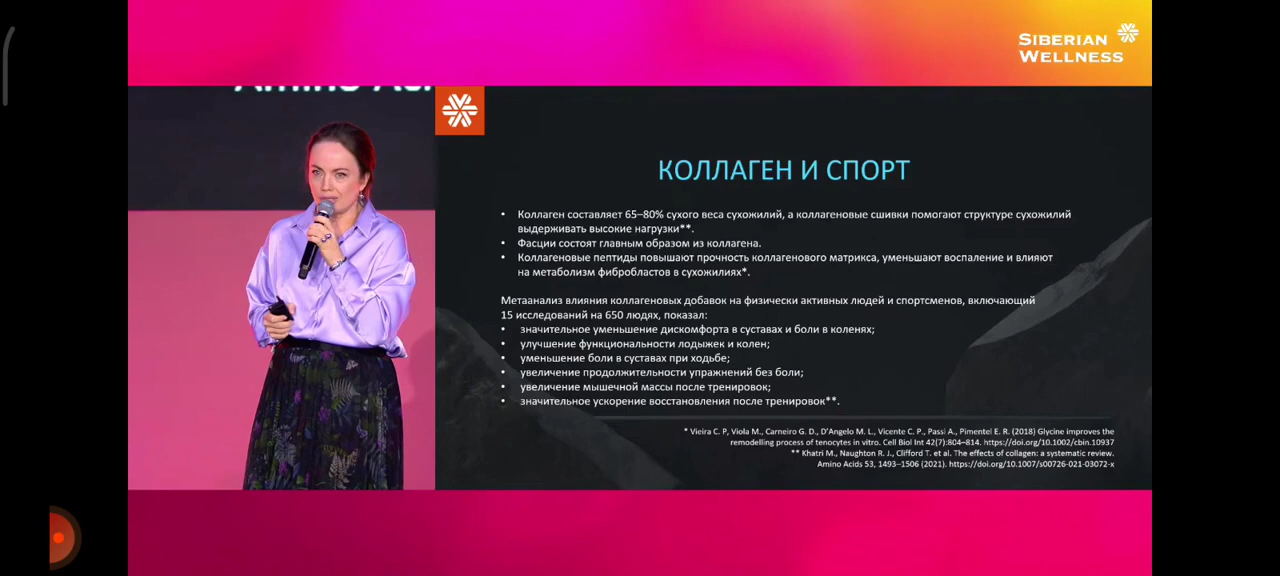 SIBERIAN
WELLNESS
КОЛЛАГЕН И СПОРТ
• Коллаген составляет 65–80% сухого веса сухожилий, а коллагеновые сшивки помогают структуре сухожилий
выдерживать высокие нагрузки**.
• Фасции состоят главным образом из коллагена.
• Коллагеновые пептиды повышают прочность коллагенового матрикса, уменьшают воспаление и влияют
на метаболизм фибробластов в сухожилиях*.
Метаанализ влияния коллагеновых добавок на физически активных людей и спортсменов, включающий
15 исследований на 650 людях, показал:
• значительное уменьшение дискомфорта в суставах и боли в коленях;
• улучшение функциональности лодыжек и колен;
• уменьшение боли в суставах при ходьбе;
• увеличение продолжительности упражнений без боли;
• увеличение мышечной массы после тренировок;
• значительное ускорение восстановления после тренировок**.
* Vieira C. P, Viola M., Carneiro G. D., D'Angelo M. L., Vicente C. P., Passi A., Pimentel E. R. (2018) Glycine improves the
remodelling process of tenocytes in vitro. Cell Biol Int 42(7):804–814. https://doi.org/10.1002/cbin.10937
** Khatri M., Naughton R. J., Clifford T. et al. The effects of collagen: a systematic review.
Amino Acids 53, 1493–1506 (2021). https://doi.org/10.1007/s00726-021-03072-x